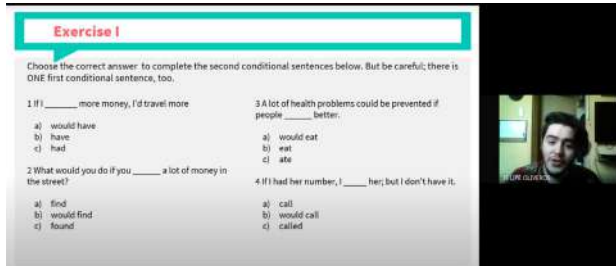 Exercise I
Choose the correct answer to complete the second conditional sentences below. But be careful; there is
ONE first conditional sentence, too.
1 If I ______ more money, I'd travel more
a) would have
b) have
c) had
2 What would you do if you ______ a lot of money in
the street?
a) find
b) would find
c) found
3 A lot of health problems could be prevented if
people ______ better.
a) would eat
b) eat
c) ate
4 If I had her number, I _____ her; but I don't have it.
a) call
b) would call
c) called